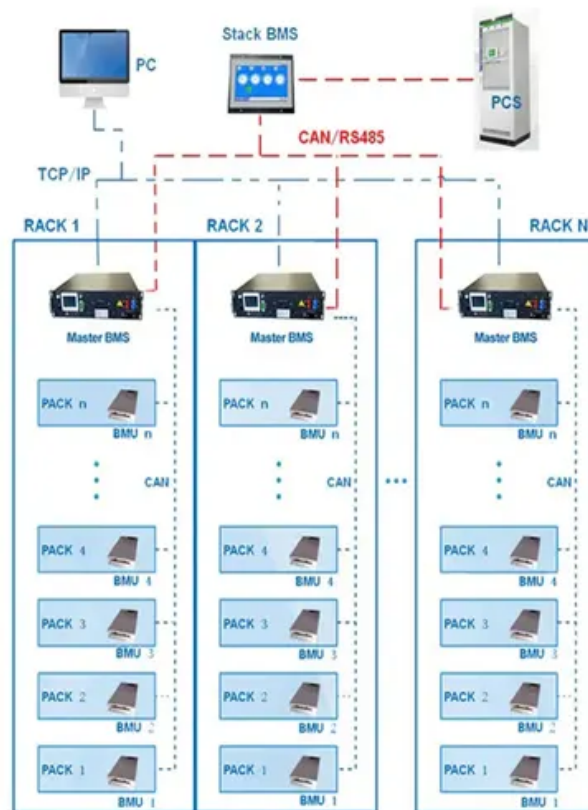 PC
Stack BMS
PCS
CAN/RS485
TCP/IP
RACK 1
RACK 2
RACK N
Master BMS
Master BMS
Master BMS
PACK n
BMU n
PACK n
BMU n
PACK n
BMU n
CAN
CAN
CAN
PACK 4
BMU 4
PACK 4
BMU 4
PACK 4
BMU 4
PACK 3
BMU 3
PACK 3
BMU 3
PACK 3
BMU 3
PACK 2
BMU 2
PACK 2
BMU 2
PACK 2
BMU 2
PACK 1
BMU 1
PACK 1
BMU 1
PACK 1
BMU 1